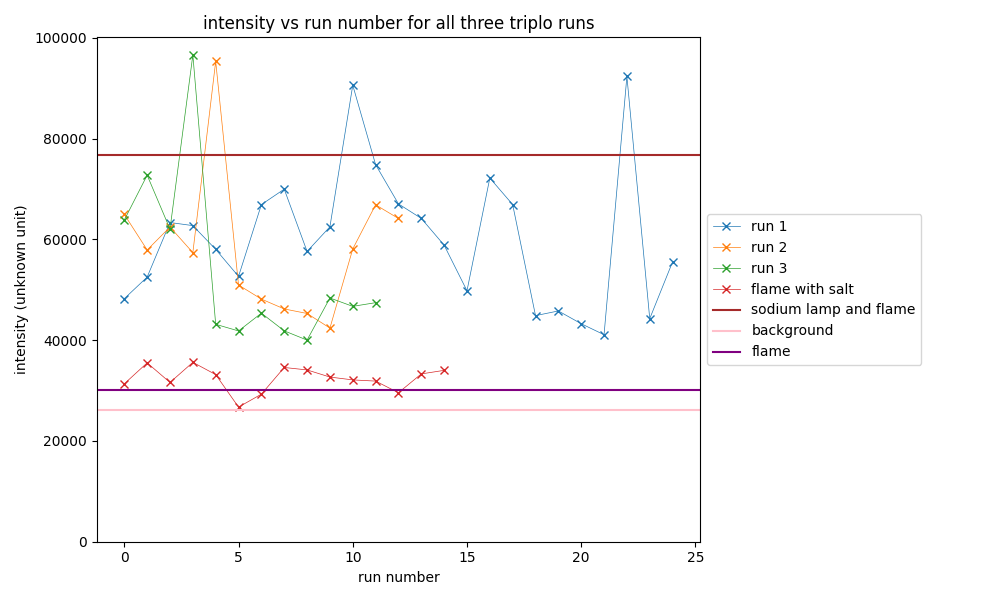 intensity vs run number for all three triplo runs
100000
80000
60000
40000
20000
0
intensity (unknown unit)
0 5 10 15 20 25
run number
run 1
run 2
run 3
flame with salt
sodium lamp and flame
background
flame